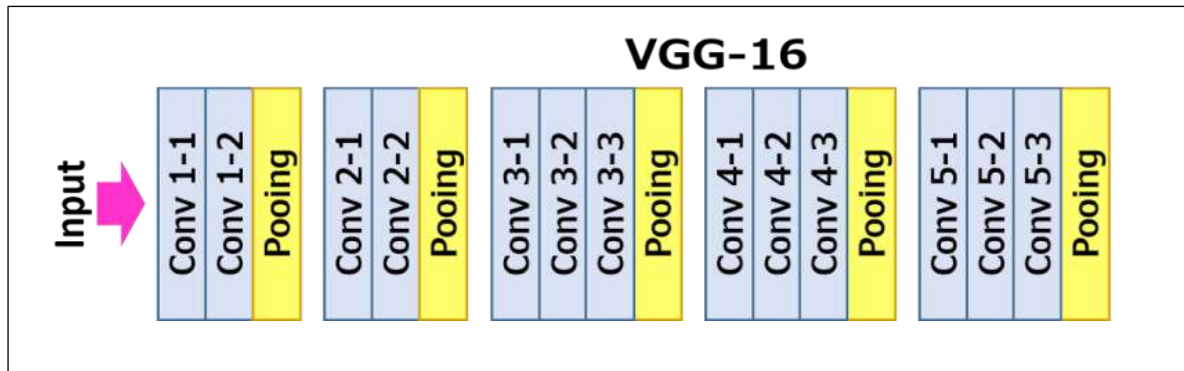 VGG-16
Input
Conv 1-1
Conv 1-2
Pooing
Conv 2-1
Conv 2-2
Pooing
Conv 3-1
Conv 3-2
Conv 3-3
Pooing
Conv 4-1
Conv 4-2
Conv 4-3
Pooing
Conv 5-1
Conv 5-2
Conv 5-3
Pooing